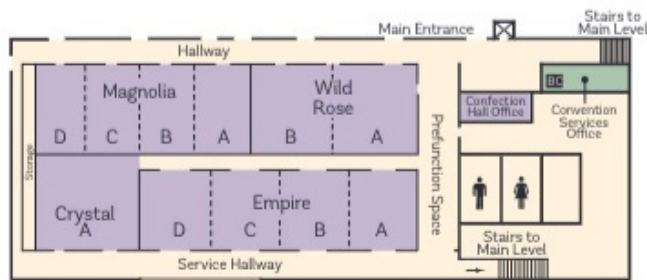 Stairs to
Main Level
Main Entrance
Hallway
Magnolia
Wild
Rose
D C B A B A
BC
Confection
Hall Office
Convention
Services
Office
Storage
Prefunction Space
Crystal
A
Empire
D C B A
Stairs to
Main Level
Service Hallway